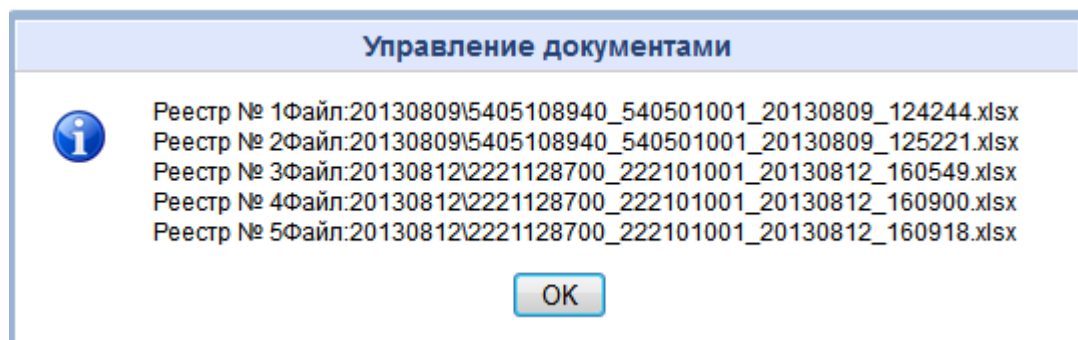 Управление документами
Реестр № 1Файл:20130809\5405108940_540501001_20130809_124244.xlsx
Реестр № 2Файл:20130809\5405108940_540501001_20130809_125221.xlsx
Реестр № 3Файл:20130812\2221128700_222101001_20130812_160549.xlsx
Реестр № 4Файл:20130812\2221128700_222101001_20130812_160900.xlsx
Реестр № 5Файл:20130812\2221128700_222101001_20130812_160918.xlsx
OK